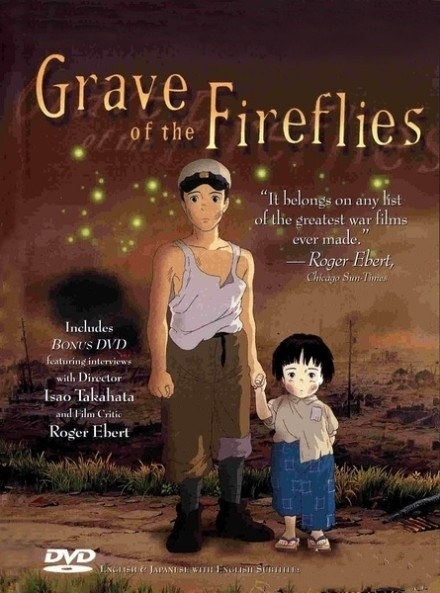 Grave
of the Fireflies
"It belongs on any list
of the greatest war films
ever made."
— Roger Ebert,
Chicago Sun-Times
Includes
Bonus DVD
featuring interviews
with Director
Isao Takahata
and Film Critic
Roger Ebert
DVD
English & Japanese with English Subtitles